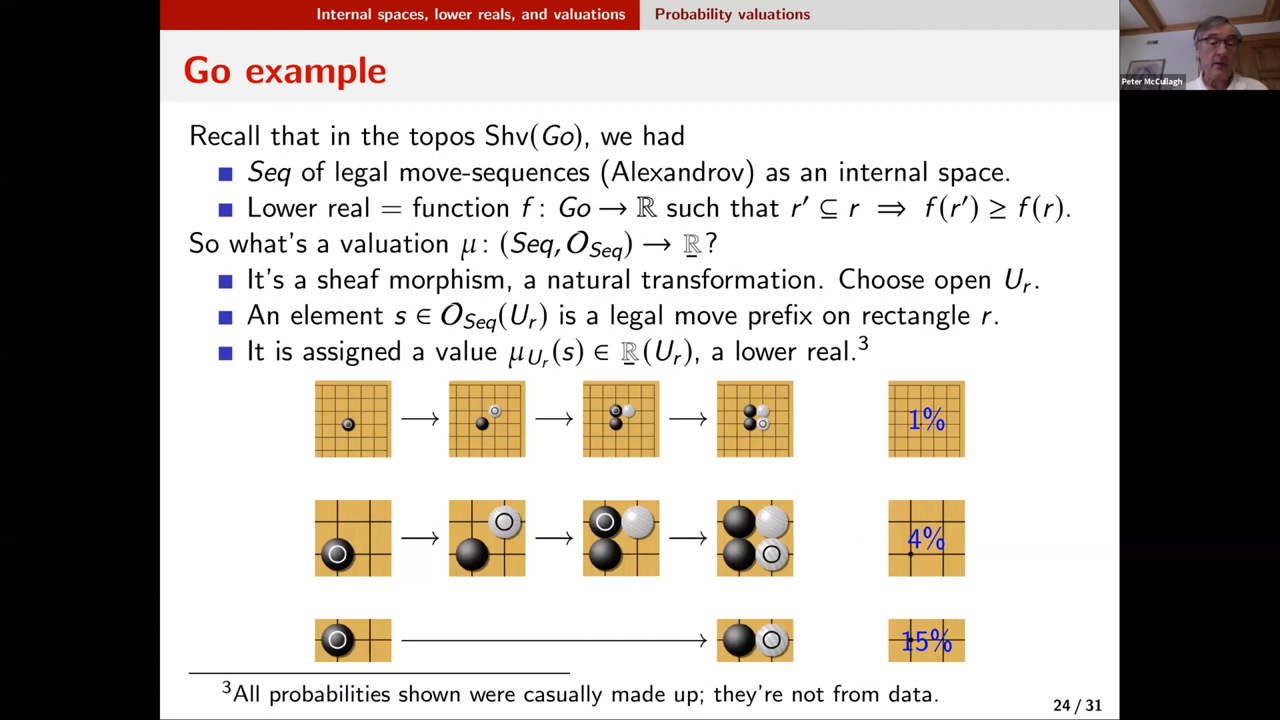 Internal spaces, lower reals, and valuations Probability valuations
Peter McCullagh
Go example
Recall that in the topos Shv(Go), we had
Seq of legal move-sequences (Alexandrov) as an internal space.
Lower real = function f : Go → ℝ such that r′ ⊆ r ⟹ f(r′) ≥ f(r).
So what's a valuation μ : (Seq, 𝒪_Seq) → ℝ̲?
It's a sheaf morphism, a natural transformation. Choose open U_r.
An element s ∈ 𝒪_Seq(U_r) is a legal move prefix on rectangle r.
It is assigned a value μ_{U_r}(s) ∈ ℝ̲(U_r), a lower real.³
1%
4%
15%
³All probabilities shown were casually made up; they're not from data.
24 / 31